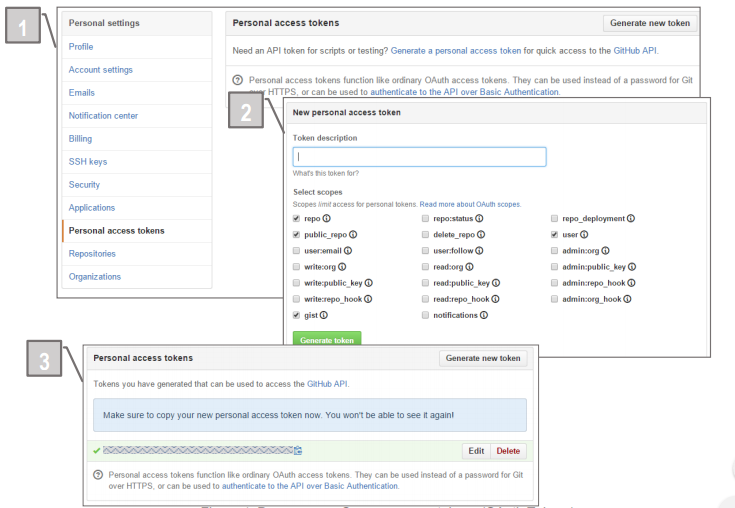 1
Personal settings
Profile
Account settings
Emails
Notification center
Billing
SSH keys
Security
Applications
Personal access tokens
Repositories
Organizations
Personal access tokens
Generate new token
Need an API token for scripts or testing? Generate a personal access token for quick access to the GitHub API.
Personal access tokens function like ordinary OAuth access tokens. They can be used instead of a password for Git
over HTTPS, or can be used to authenticate to the API over Basic Authentication.
2
New personal access token
Token description
What's this token for?
Select scopes
Scopes limit access for personal tokens. Read more about OAuth scopes.
repo repo:status repo_deployment
public_repo delete_repo user
user:email user:follow admin:org
write:org read:org admin:public_key
write:public_key read:public_key admin:repo_hook
write:repo_hook read:repo_hook admin:org_hook
gist notifications
Generate token
3
Personal access tokens
Generate new token
Tokens you have generated that can be used to access the GitHub API.
Make sure to copy your new personal access token now. You won't be able to see it again!
Edit Delete
Personal access tokens function like ordinary OAuth access tokens. They can be used instead of a password for Git
over HTTPS, or can be used to authenticate to the API over Basic Authentication.